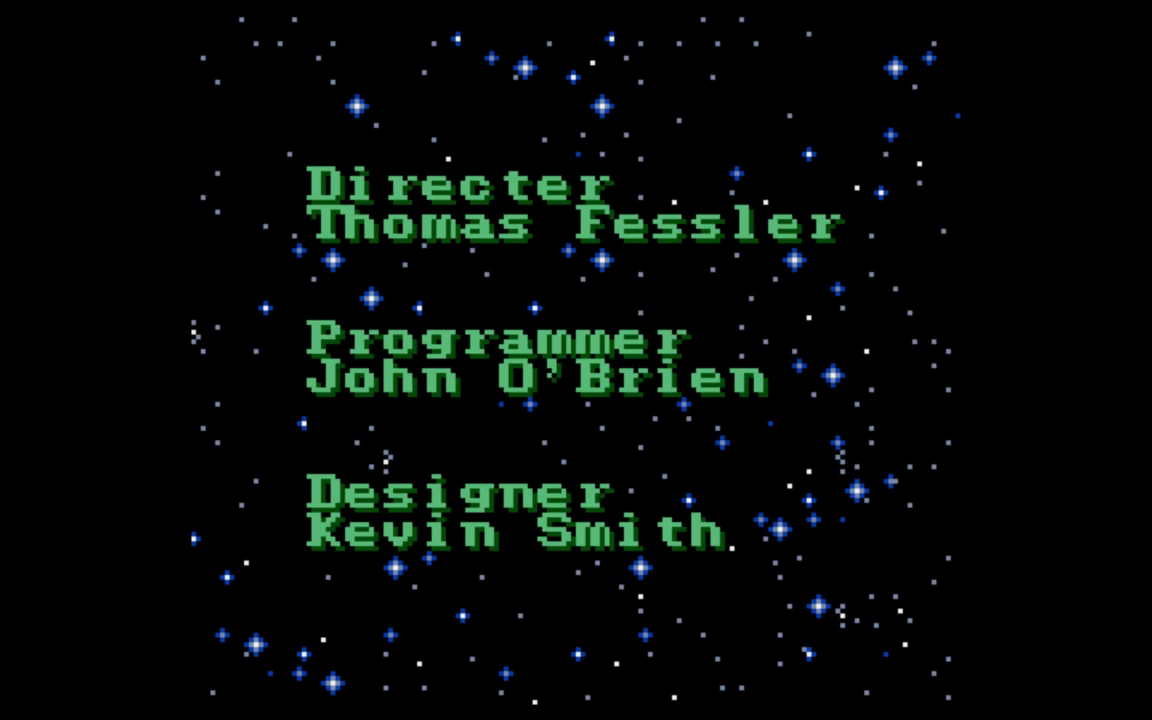 Directer
Thomas Fessler
Programmer
John O'Brien
Designer
Kevin Smith